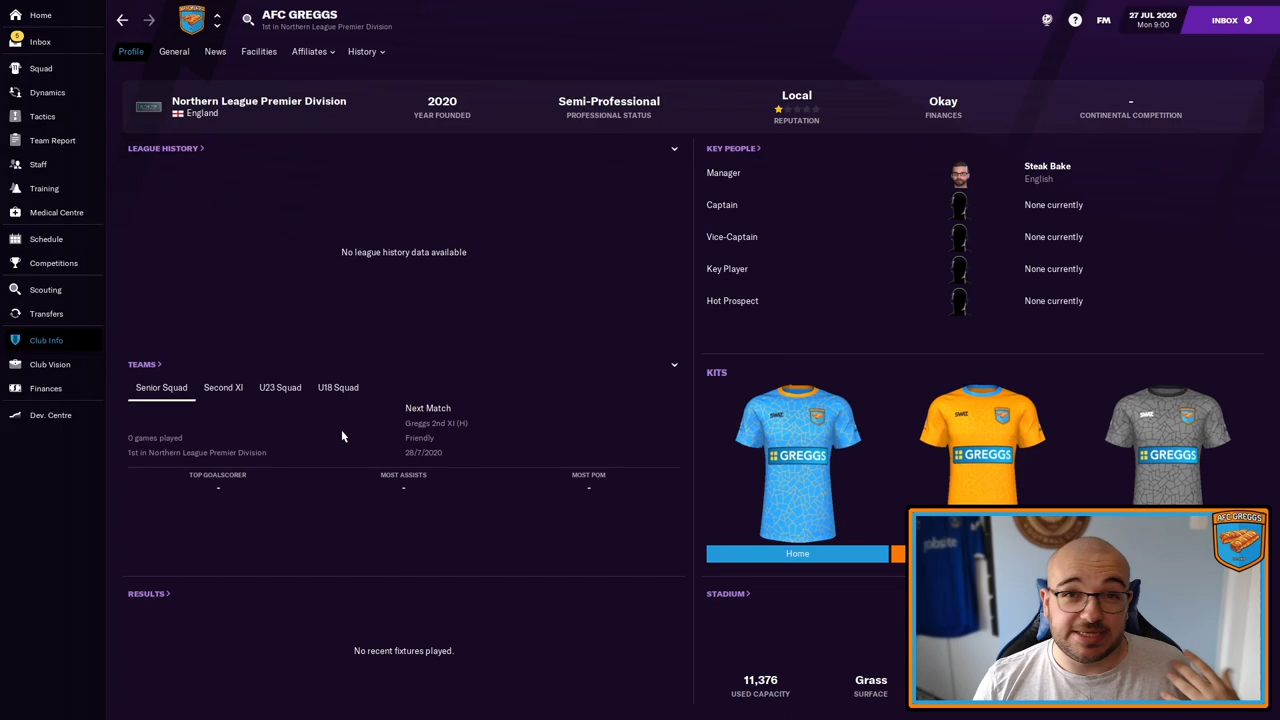 Home
5
Inbox
Squad
Dynamics
Tactics
Team Report
Staff
Training
Medical Centre
Schedule
Competitions
Scouting
Transfers
Club Info
Club Vision
Finances
Dev. Centre
AFC GREGGS
1st in Northern League Premier Division
?
FM
27 JUL 2020
Mon 9:00
INBOX
Profile
General
News
Facilities
Affiliates
History
Northern League Premier Division
England
2020
YEAR FOUNDED
Semi-Professional
PROFESSIONAL STATUS
Local
REPUTATION
Okay
FINANCES
-
CONTINENTAL COMPETITION
LEAGUE HISTORY >
No league history data available
KEY PEOPLE >
Manager
Steak Bake
English
Captain
None currently
Vice-Captain
None currently
Key Player
None currently
Hot Prospect
None currently
TEAMS >
Senior Squad
Second XI
U23 Squad
U18 Squad
Next Match
Greggs 2nd XI (H)
0 games played
Friendly
1st in Northern League Premier Division
28/7/2020
TOP GOALSCORER
MOST ASSISTS
MOST POM
-
-
-
KITS
GREGGS
GREGGS
GREGGS
Home
RESULTS >
No recent fixtures played.
STADIUM >
11,376
USED CAPACITY
Grass
SURFACE
AFC GREGGS